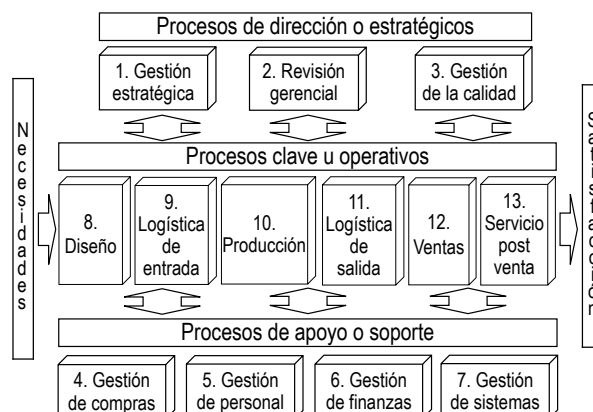 Procesos de dirección o estratégicos
1. Gestión
estratégica
2. Revisión
gerencial
3. Gestión
de la calidad
Necesidades
Procesos clave u operativos
8.
Diseño
9.
Logística
de
entrada
10.
Producción
11.
Logística
de
salida
12.
Ventas
13.
Servicio
post
venta
Satisfacción
Procesos de apoyo o soporte
4. Gestión
de compras
5. Gestión
de personal
6. Gestión
de finanzas
7. Gestión
de sistemas